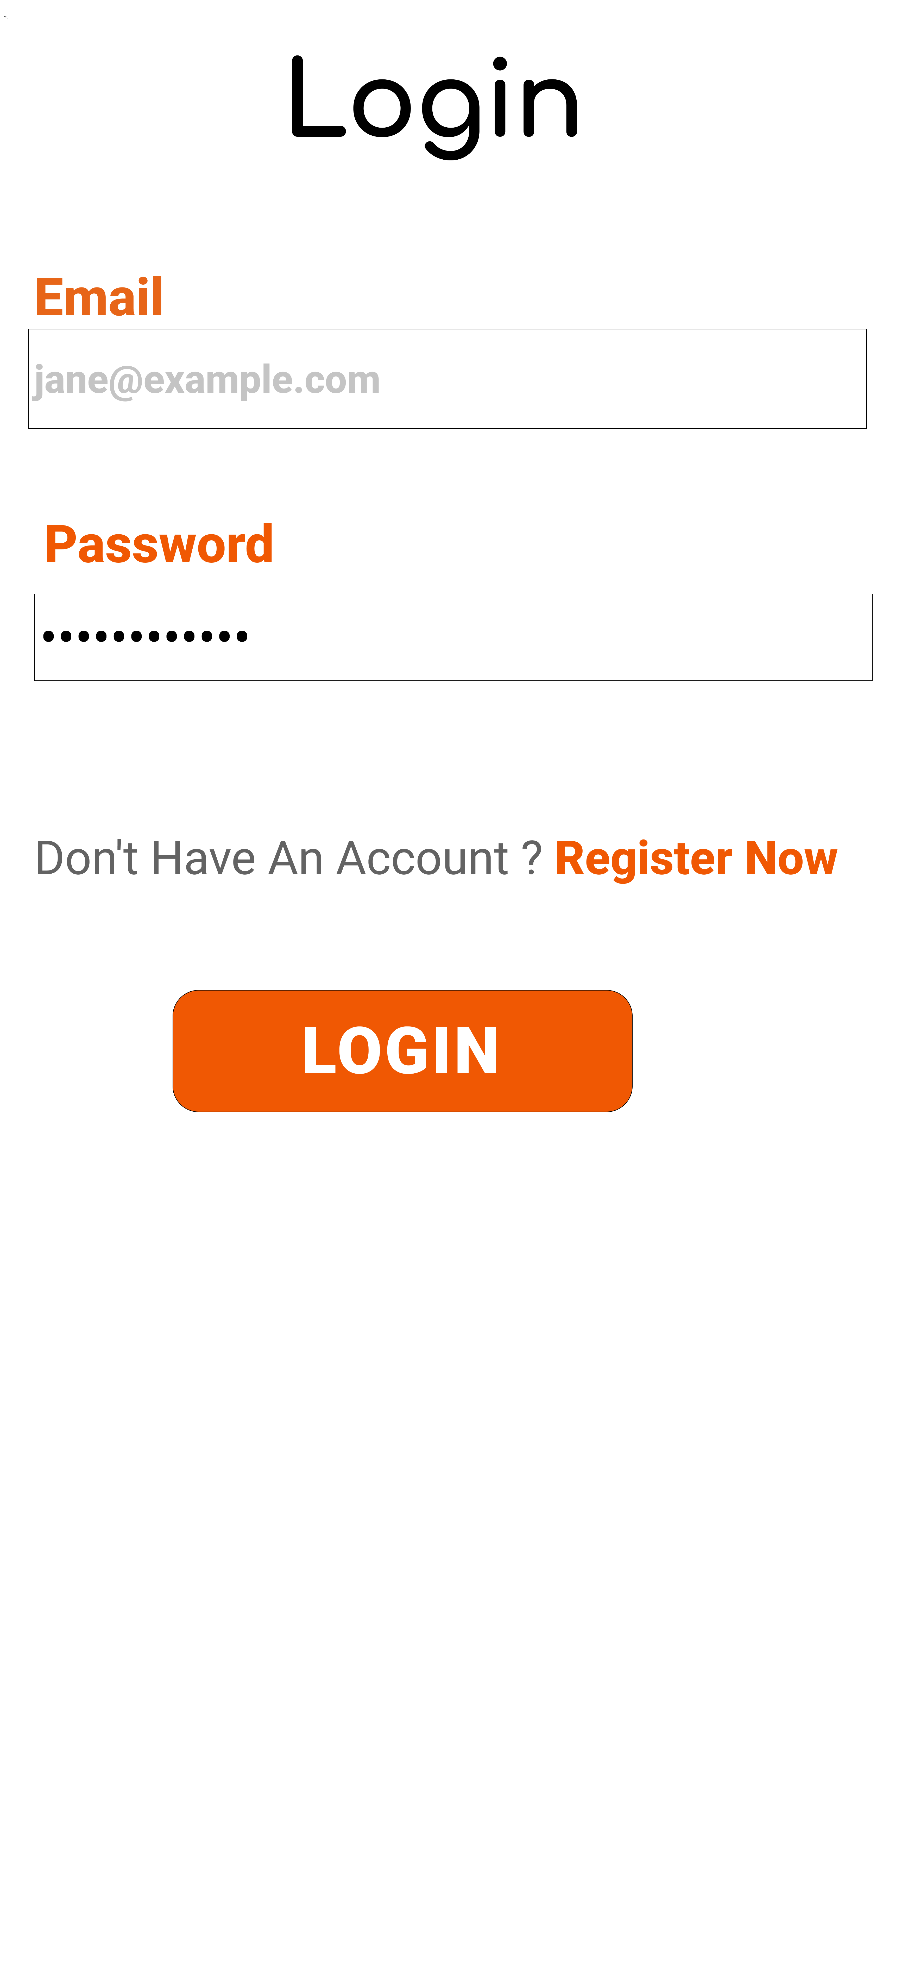 Login
Email
jane@example.com
Password
••••••••••••
Don't Have An Account ? Register Now
LOGIN